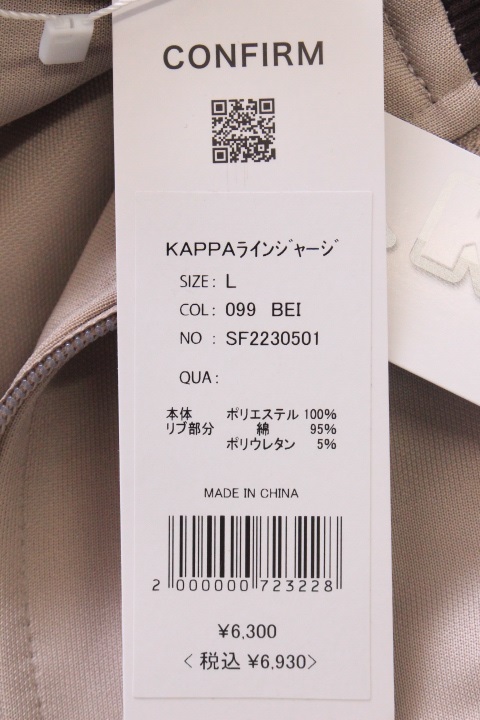 CONFIRM
KAPPAラインジャージ
SIZE: L
COL: 099 BEI
NO : SF2230501
QUA:
本体 ポリエステル 100%
リブ部分 綿 95%
ポリウレタン 5%
MADE IN CHINA
2 000000 723228
¥6,300
<税込 ¥6,930>